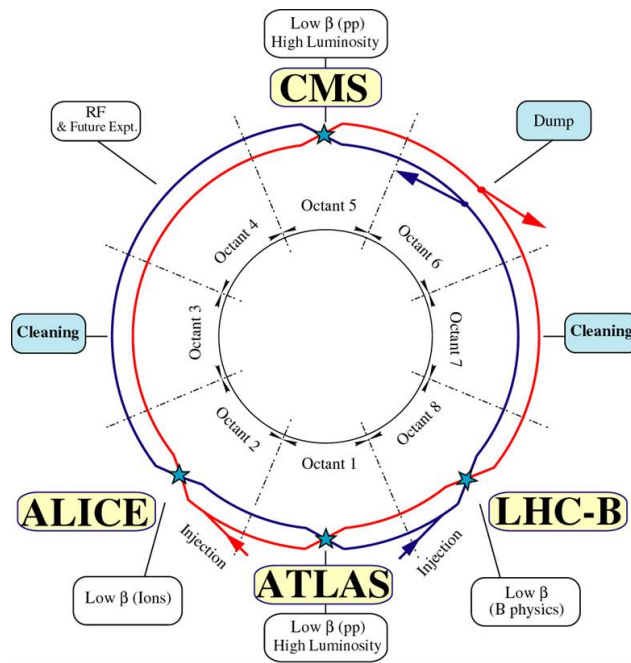 Low β (pp)
High Luminosity
CMS
RF
& Future Expt.
Dump
Octant 5
Octant 4
Octant 6
Octant 3
Octant 7
Cleaning
Cleaning
Octant 2
Octant 8
Octant 1
ALICE
LHC-B
Injection
Injection
ATLAS
Low β (Ions)
Low β
(B physics)
Low β (pp)
High Luminosity